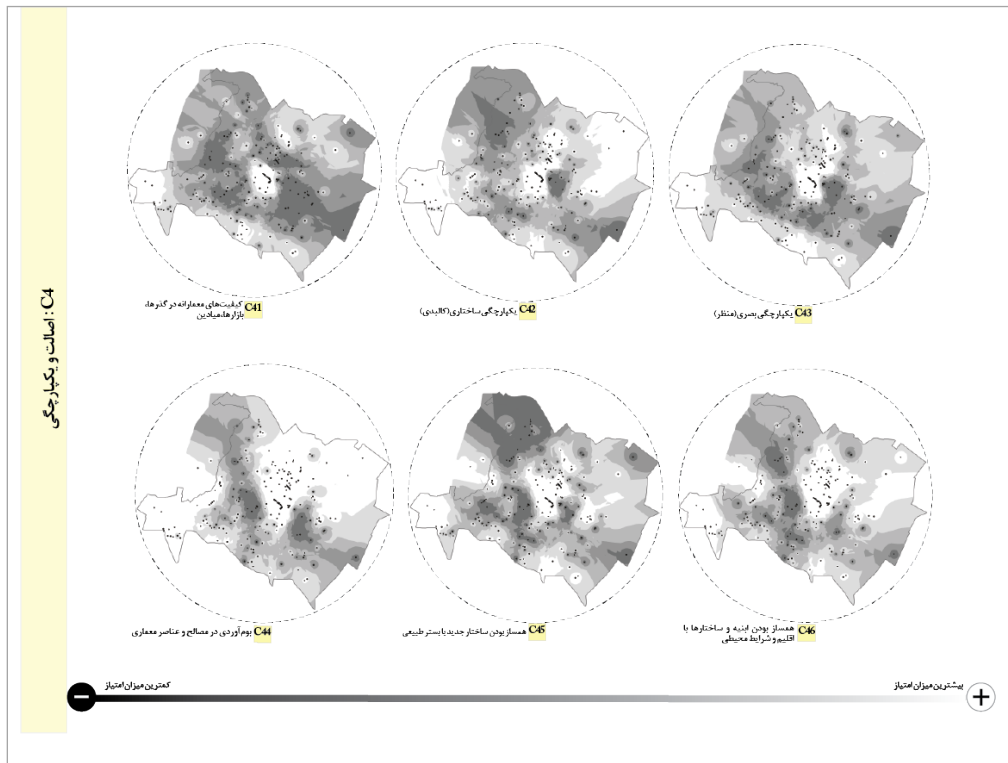 C4 : اصالت و یکپارچگی
C41 کیفیت‌های معمارانه در گذرها،
بازارها، میادین
C42 یکپارچگی ساختاری (کالبدی)
C43 یکپارچگی بصری (منظر)
C44 بوم‌آوردی در مصالح و عناصر معماری
C45 همساز بودن ساختار جدید با بستر طبیعی
C46 همساز بودن ابنیه و ساختارها با
اقلیم و شرایط محیطی
کمترین میزان امتیاز
بیشترین میزان امتیاز